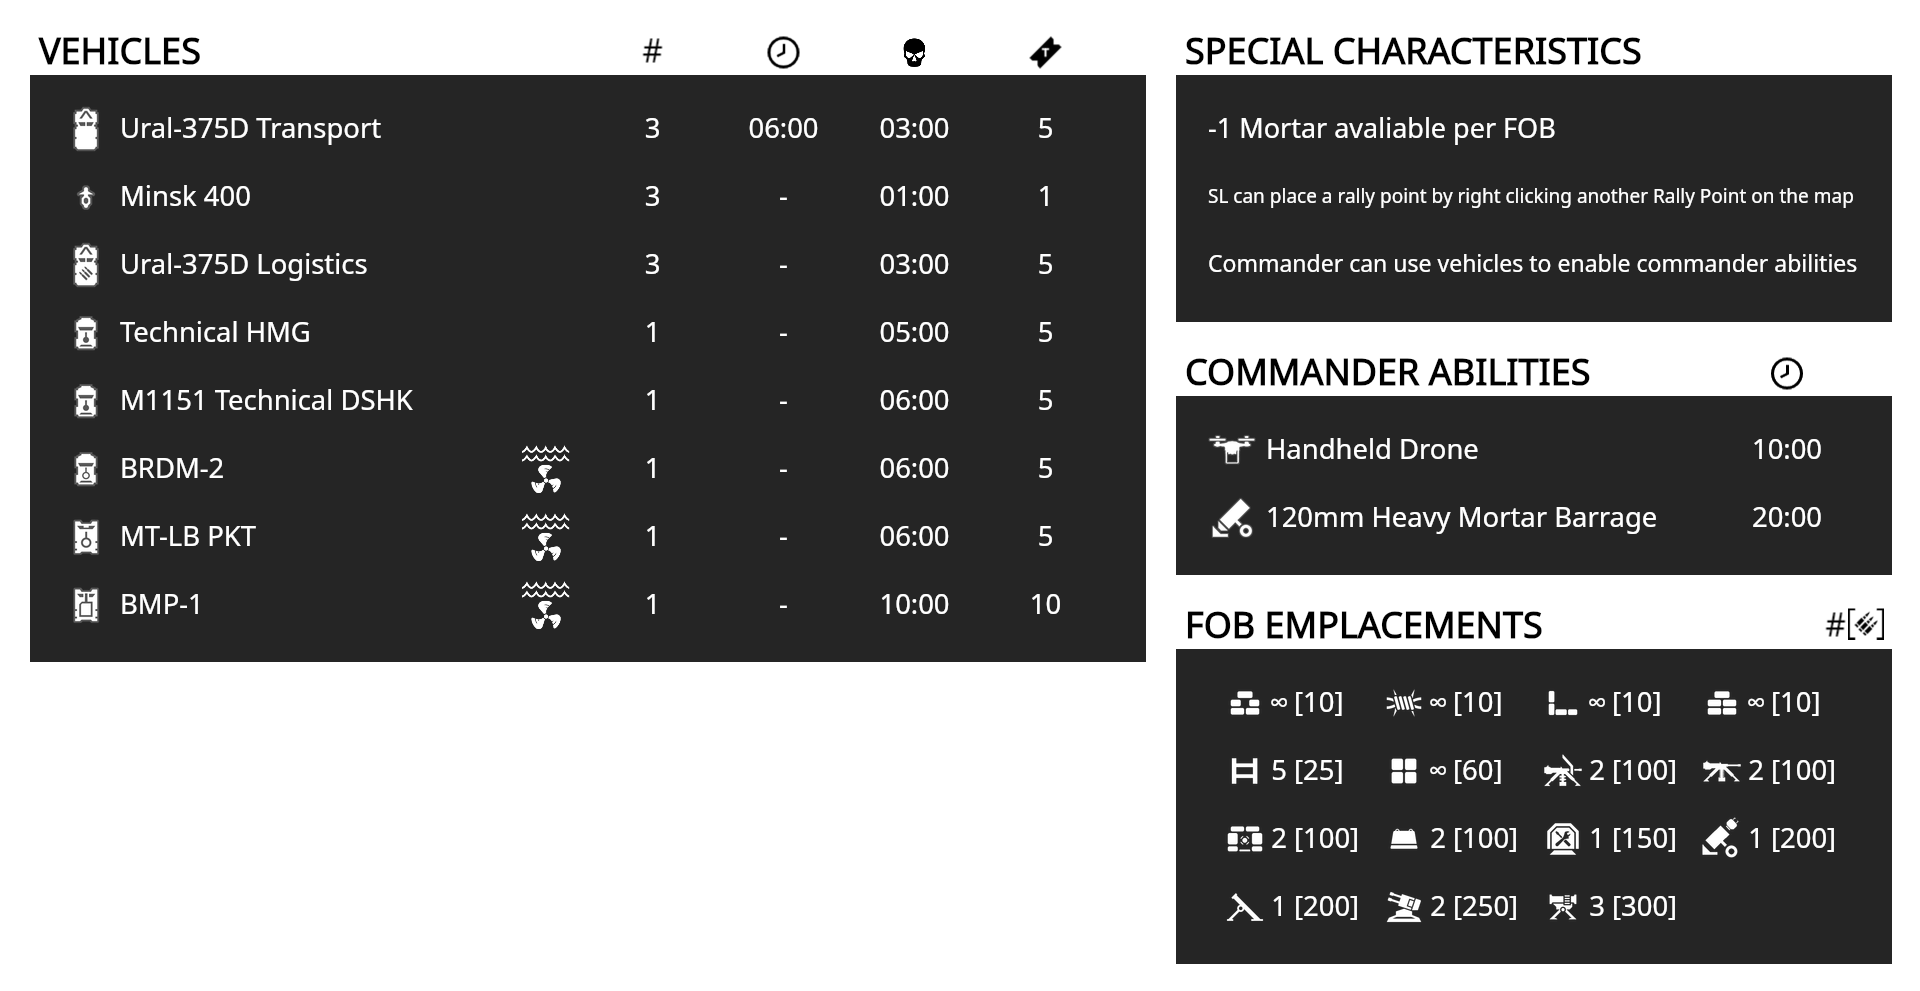 VEHICLES #
Ural-375D Transport 3 06:00 03:00 5
Minsk 400 3 - 01:00 1
Ural-375D Logistics 3 - 03:00 5
Technical HMG 1 - 05:00 5
M1151 Technical DSHK 1 - 06:00 5
BRDM-2 1 - 06:00 5
MT-LB PKT 1 - 06:00 5
BMP-1 1 - 10:00 10
SPECIAL CHARACTERISTICS
-1 Mortar avaliable per FOB
SL can place a rally point by right clicking another Rally Point on the map
Commander can use vehicles to enable commander abilities
COMMANDER ABILITIES
Handheld Drone 10:00
120mm Heavy Mortar Barrage 20:00
FOB EMPLACEMENTS #[]
∞ [10] ∞ [10] ∞ [10] ∞ [10]
5 [25] ∞ [60] 2 [100] 2 [100]
2 [100] 2 [100] 1 [150] 1 [200]
1 [200] 2 [250] 3 [300]